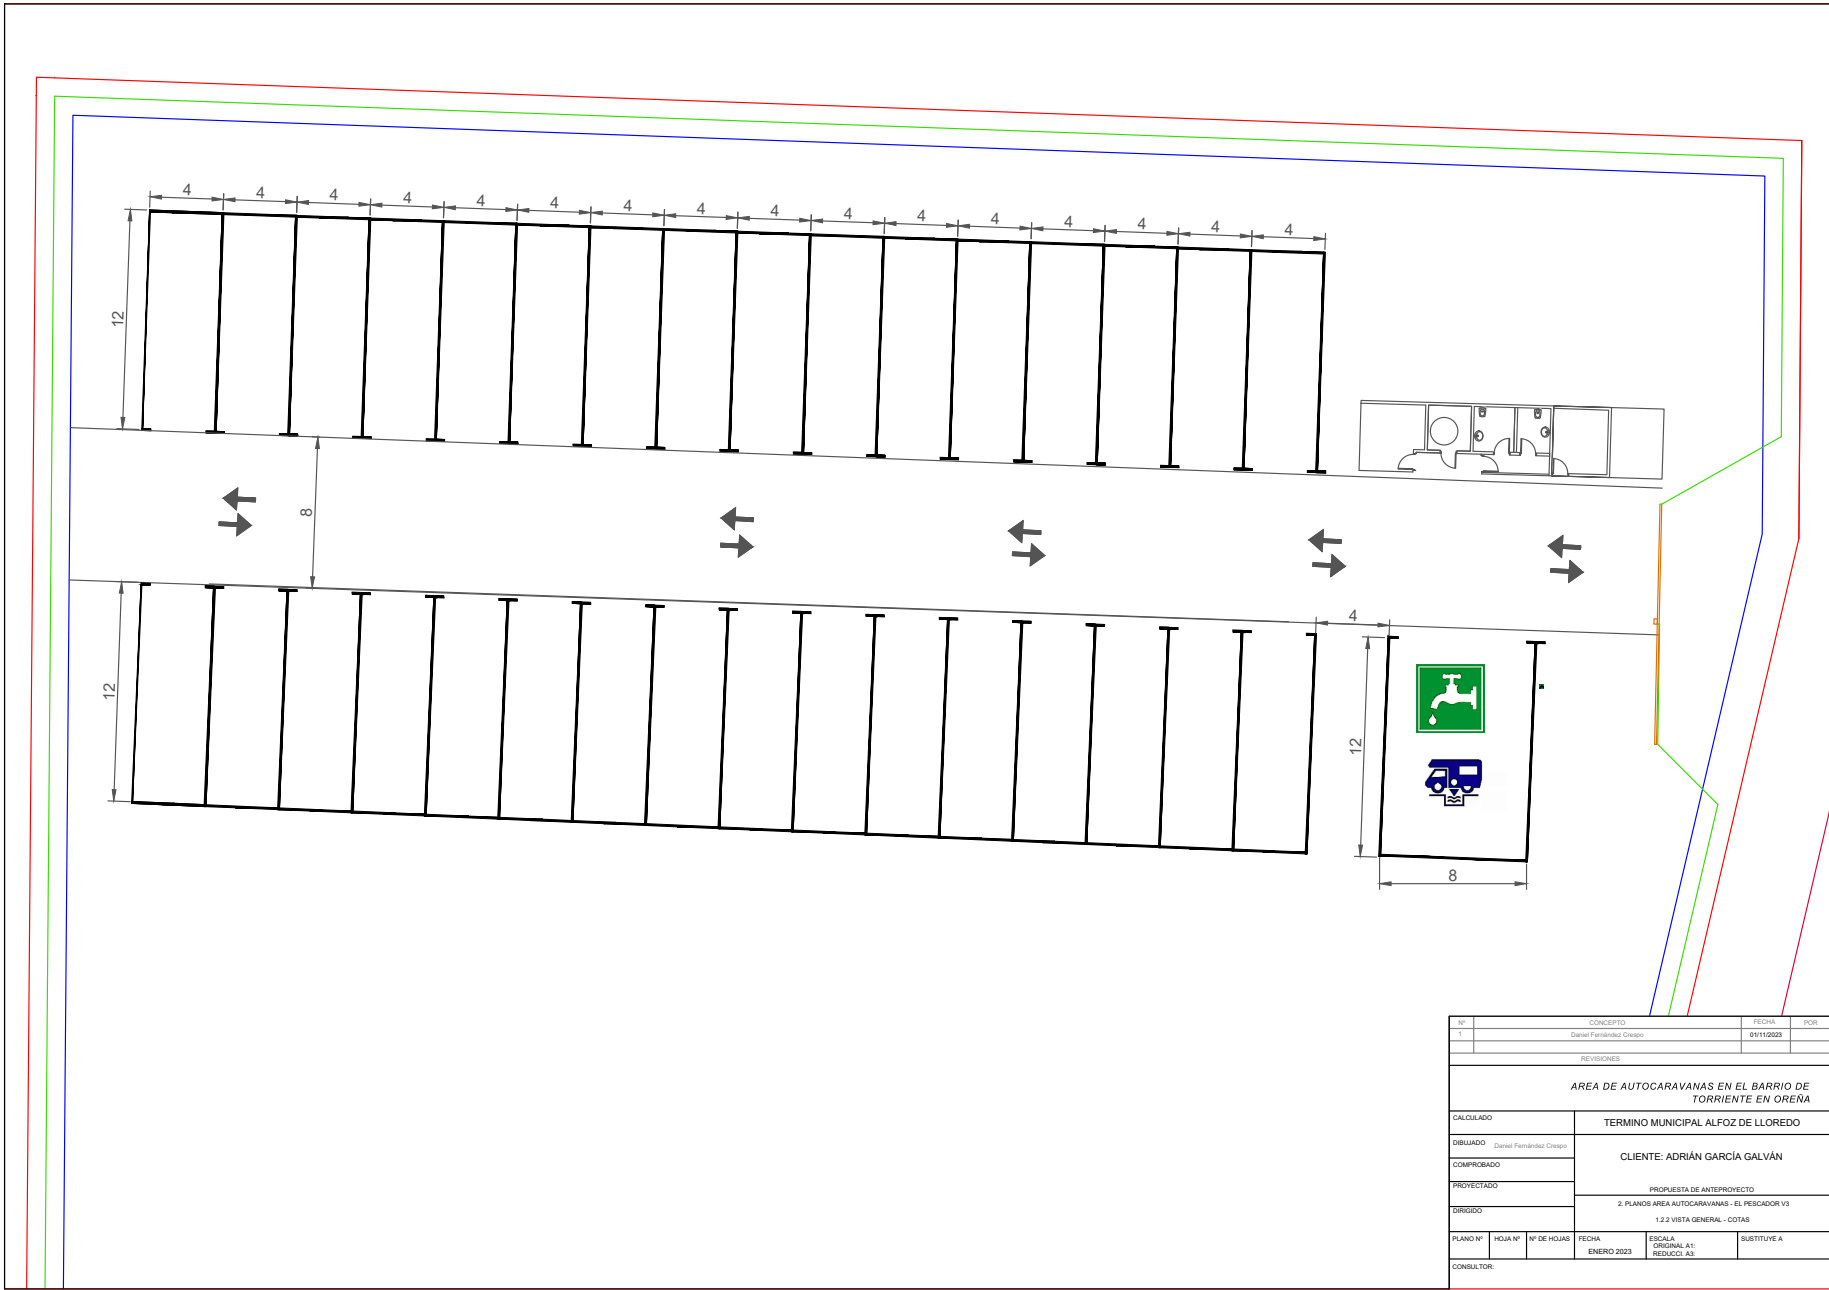 4 4 4 4 4 4 4 4 4 4 4 4 4 4 4 4
12
8
12
4
12
8
Nº CONCEPTO FECHA POR
1 Daniel Fernández Crespo 01/11/2023
REVISIONES
AREA DE AUTOCARAVANAS EN EL BARRIO DE
TORRIENTE EN OREÑA
CALCULADO
TERMINO MUNICIPAL ALFOZ DE LLOREDO
DIBUJADO Daniel Fernández Crespo
CLIENTE: ADRIÁN GARCÍA GALVÁN
COMPROBADO
PROYECTADO
PROPUESTA DE ANTEPROYECTO
2. PLANOS AREA AUTOCARAVANAS - EL PESCADOR V3
DIRIGIDO
1.2.2 VISTA GENERAL - COTAS
PLANO Nº HOJA Nº Nº DE HOJAS FECHA ESCALA SUSTITUYE A
ORIGINAL A1:
ENERO 2023
REDUCCI. A3:
CONSULTOR: